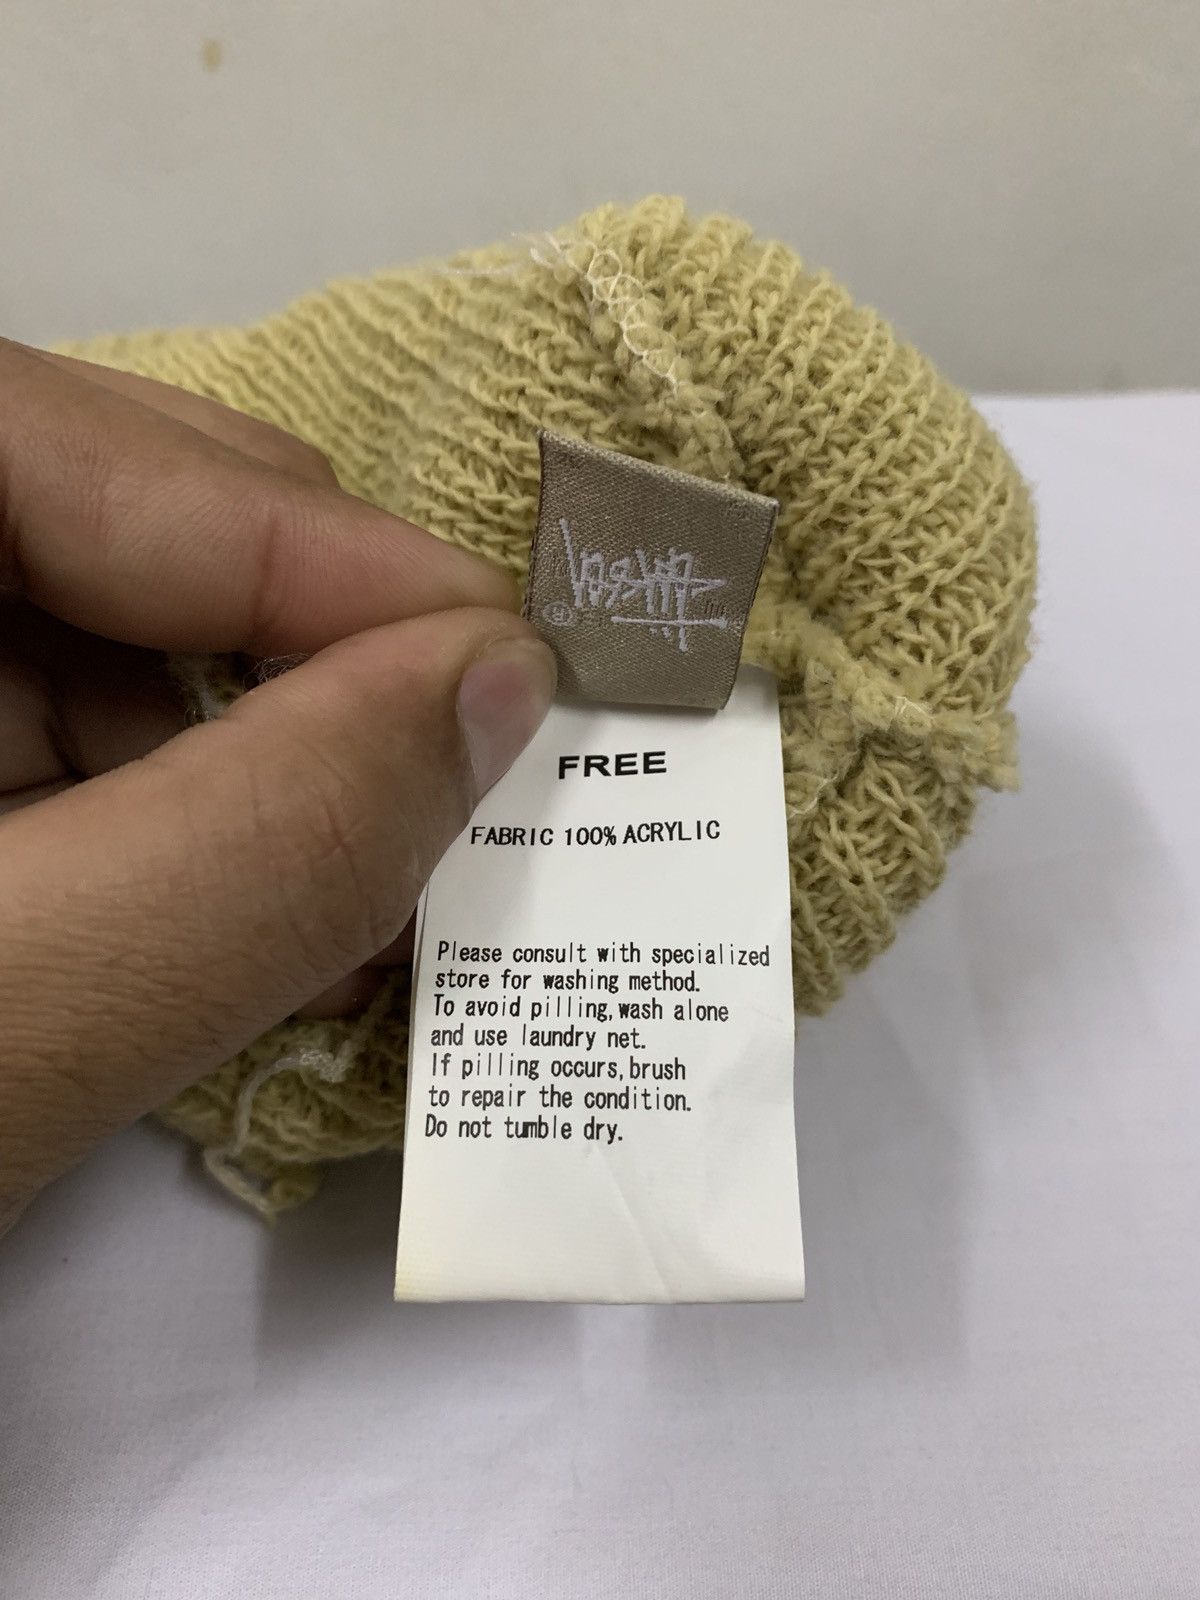 Stüssy ®
FREE
FABRIC 100% ACRYLIC
Please consult with specialized
store for washing method.
To avoid pilling, wash alone
and use laundry net.
If pilling occurs, brush
to repair the condition.
Do not tumble dry.